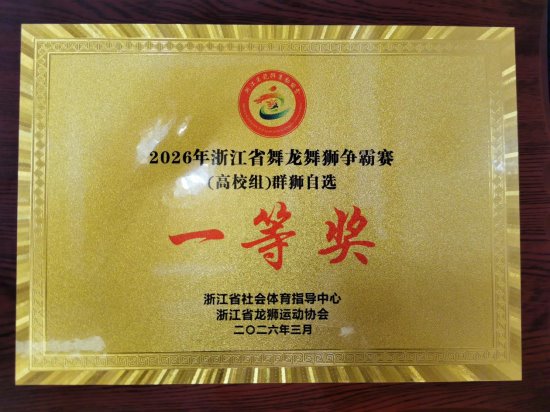 2026年浙江省舞龙舞狮争霸赛
(高校组)群狮自选
一等奖
浙江省社会体育指导中心
浙江省龙狮运动协会
二〇二六年三月